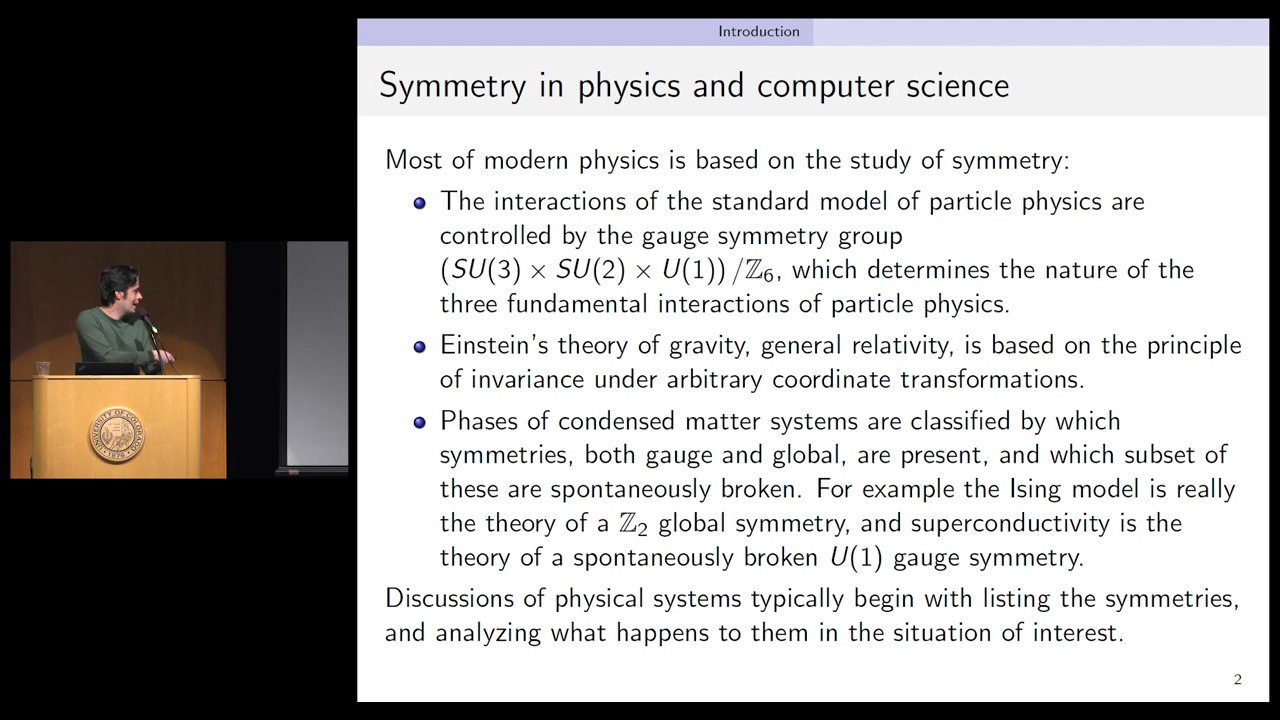 Introduction
Symmetry in physics and computer science
Most of modern physics is based on the study of symmetry:
The interactions of the standard model of particle physics are
controlled by the gauge symmetry group
(SU(3) × SU(2) × U(1)) /ℤ₆, which determines the nature of the
three fundamental interactions of particle physics.
Einstein's theory of gravity, general relativity, is based on the principle
of invariance under arbitrary coordinate transformations.
Phases of condensed matter systems are classified by which
symmetries, both gauge and global, are present, and which subset of
these are spontaneously broken. For example the Ising model is really
the theory of a ℤ₂ global symmetry, and superconductivity is the
theory of a spontaneously broken U(1) gauge symmetry.
Discussions of physical systems typically begin with listing the symmetries,
and analyzing what happens to them in the situation of interest.
2
UNIVERSITY OF COLORADO
1876